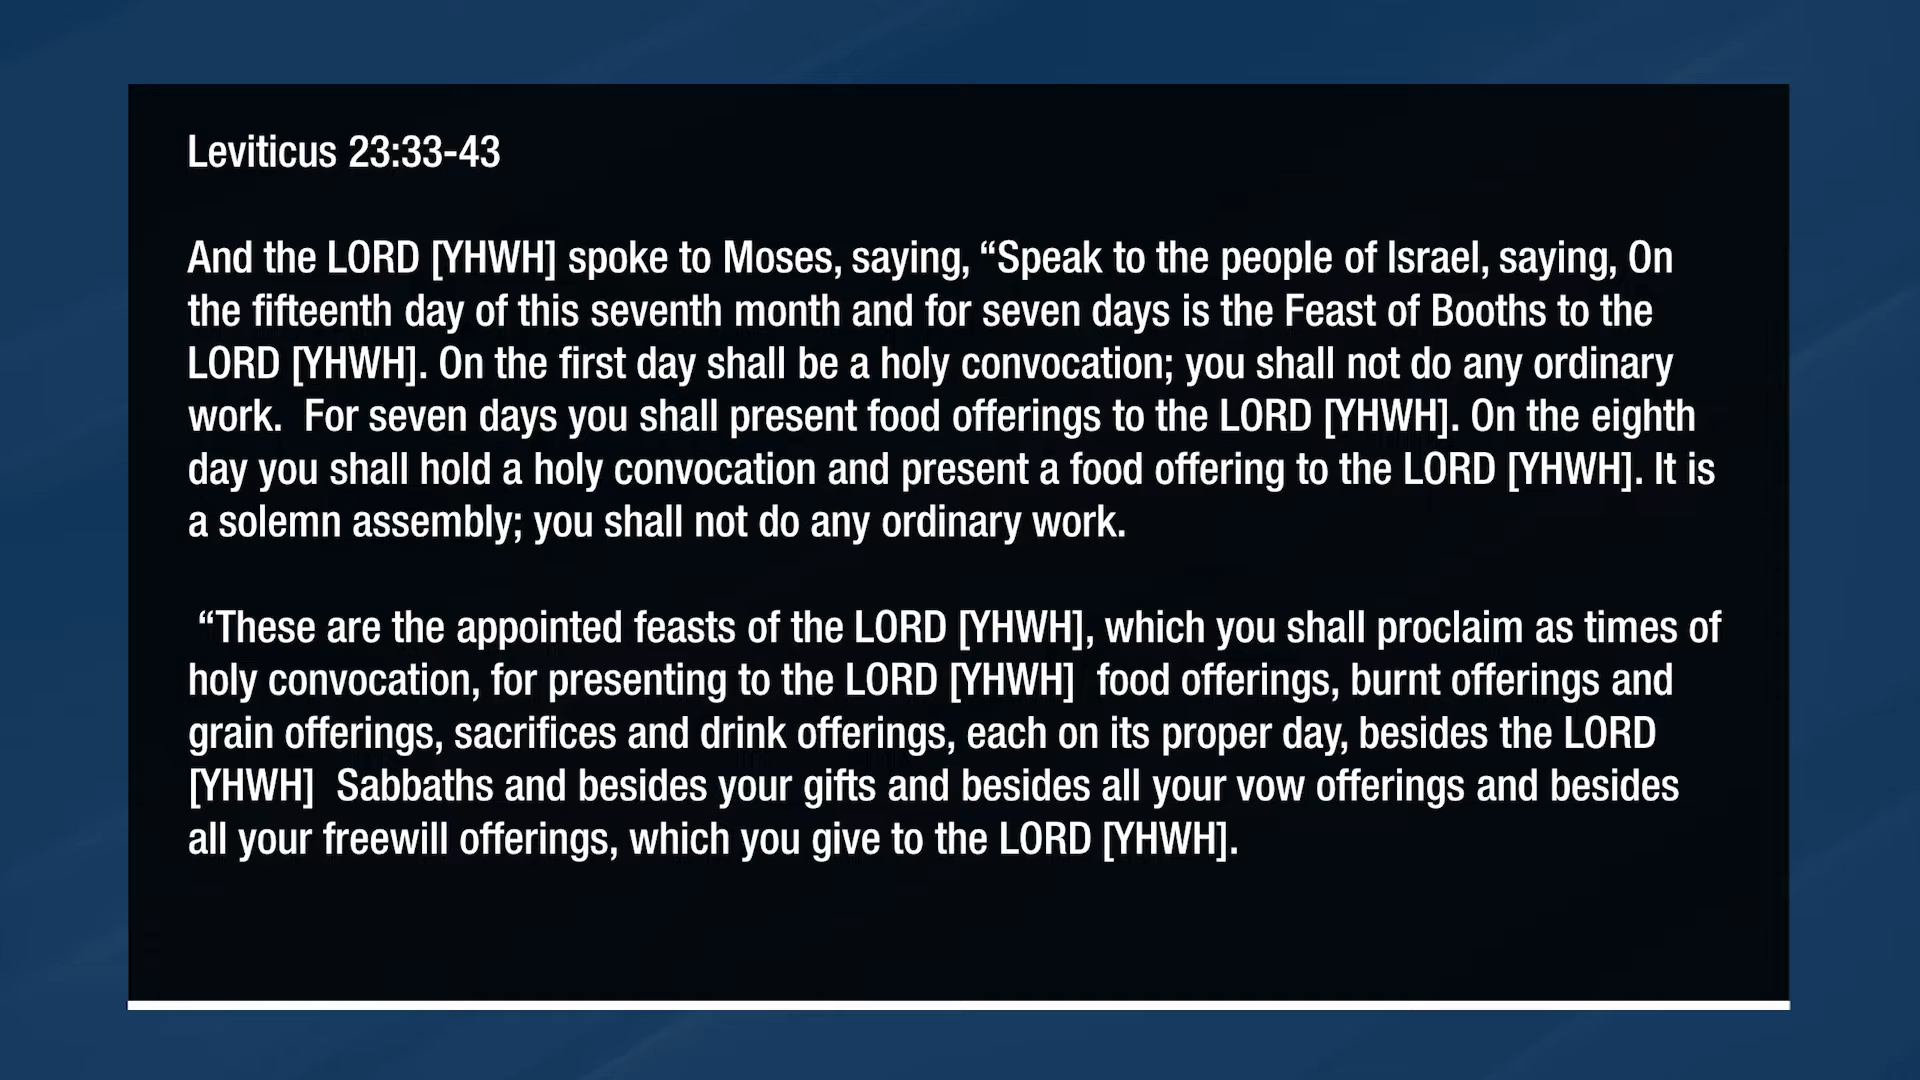 Leviticus 23:33-43
And the LORD [YHWH] spoke to Moses, saying, “Speak to the people of Israel, saying, On
the fifteenth day of this seventh month and for seven days is the Feast of Booths to the
LORD [YHWH]. On the first day shall be a holy convocation; you shall not do any ordinary
work.  For seven days you shall present food offerings to the LORD [YHWH]. On the eighth
day you shall hold a holy convocation and present a food offering to the LORD [YHWH]. It is
a solemn assembly; you shall not do any ordinary work.
“These are the appointed feasts of the LORD [YHWH], which you shall proclaim as times of
holy convocation, for presenting to the LORD [YHWH]  food offerings, burnt offerings and
grain offerings, sacrifices and drink offerings, each on its proper day, besides the LORD
[YHWH]  Sabbaths and besides your gifts and besides all your vow offerings and besides
all your freewill offerings, which you give to the LORD [YHWH].